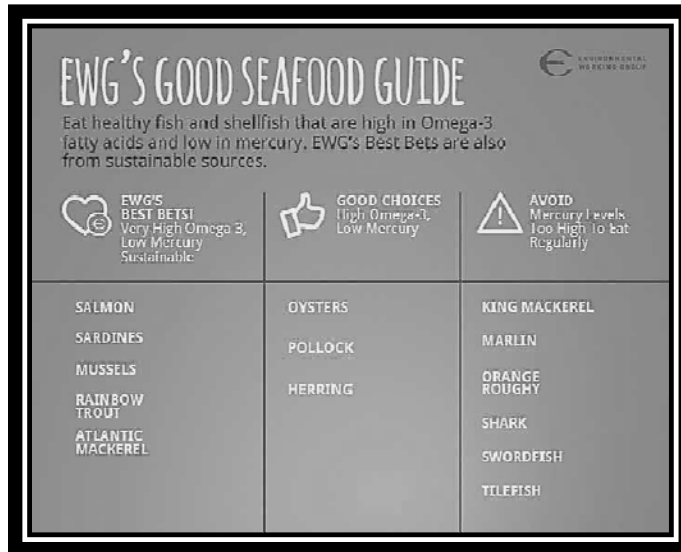 EWG'S GOOD SEAFOOD GUIDE
ENVIRONMENTAL
WORKING GROUP
Eat healthy fish and shellfish that are high in Omega-3
fatty acids and low in mercury. EWG's Best Bets are also
from sustainable sources.
EWG'S
BEST BETS!
Very High Omega-3,
Low Mercury
Sustainable
GOOD CHOICES
High Omega-3,
Low Mercury
AVOID
Mercury Levels
Too High To Eat
Regularly
SALMON
SARDINES
MUSSELS
RAINBOW
TROUT
ATLANTIC
MACKEREL
OYSTERS
POLLOCK
HERRING
KING MACKEREL
MARLIN
ORANGE
ROUGHY
SHARK
SWORDFISH
TILEFISH